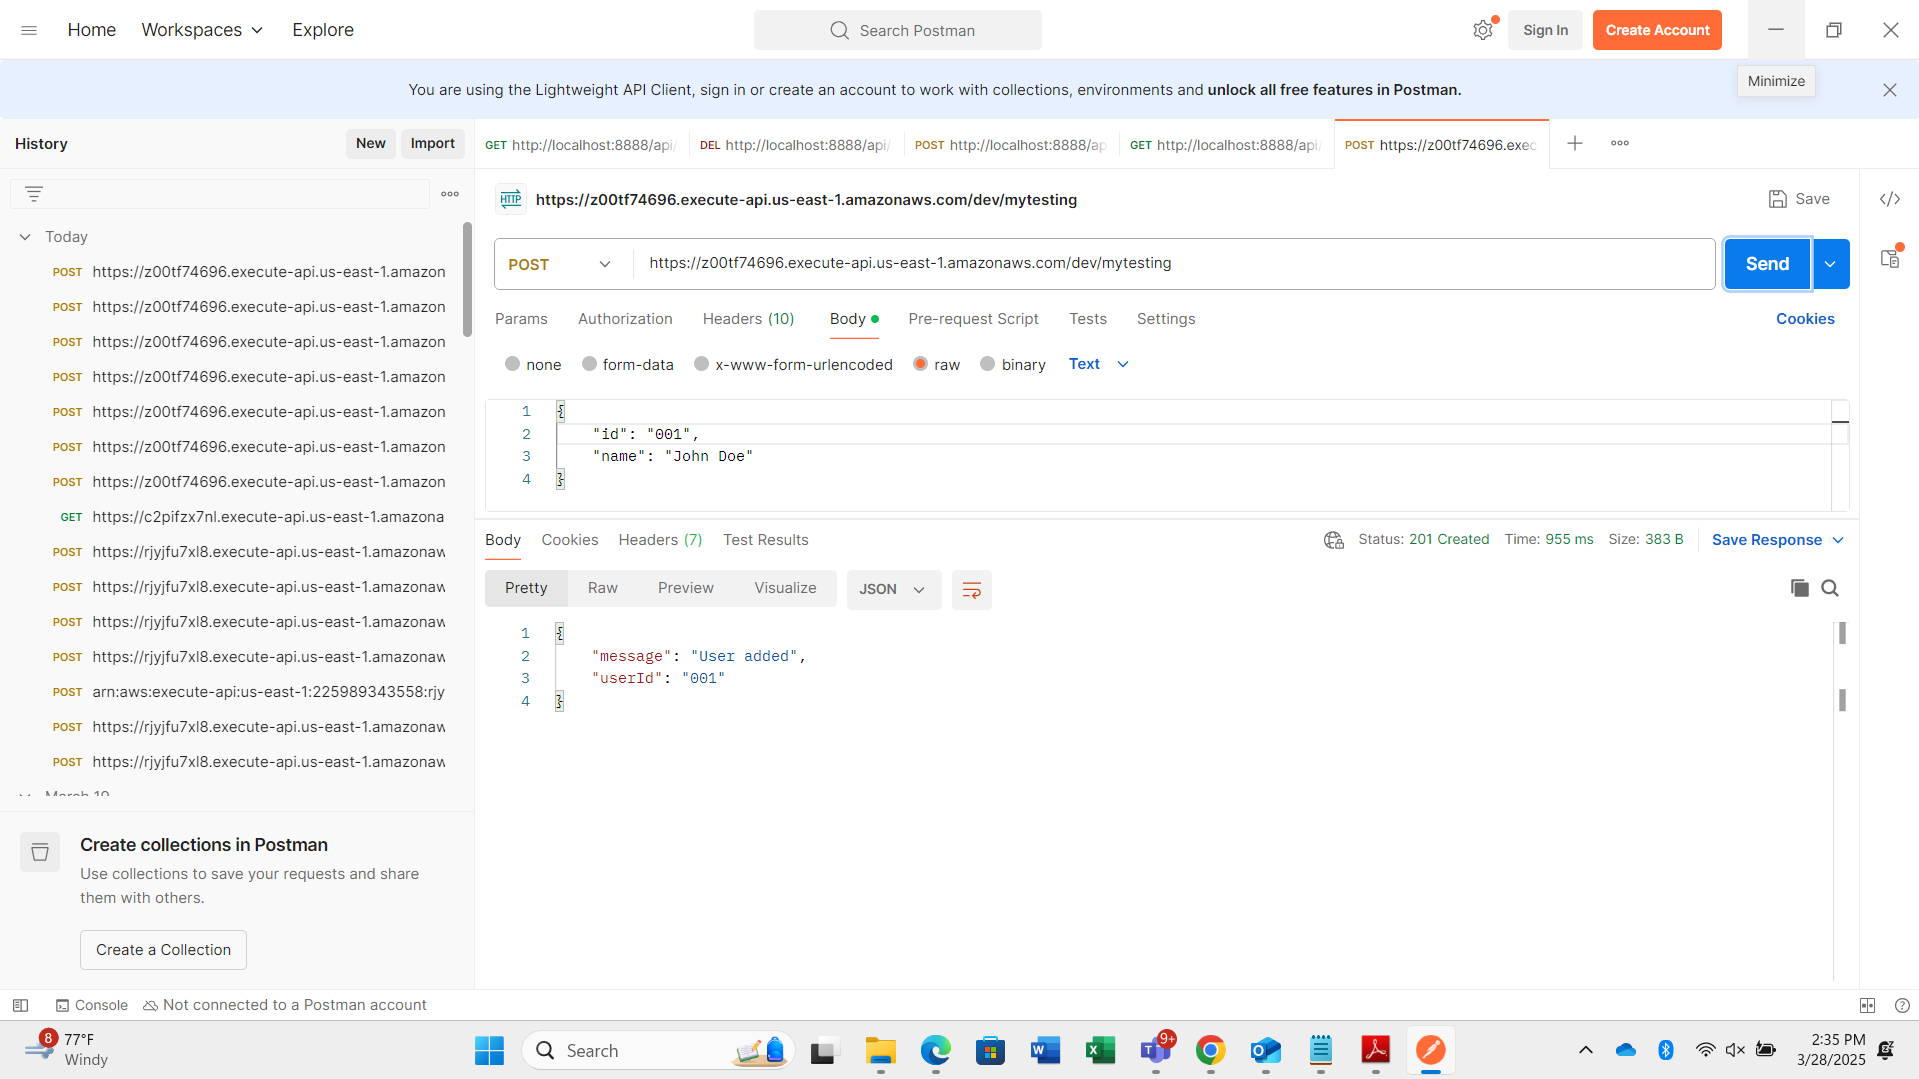 Home
Workspaces
Explore
Search Postman
Sign In
Create Account
Minimize
You are using the Lightweight API Client, sign in or create an account to work with collections, environments and unlock all free features in Postman.
History
New
Import
GET http://localhost:8888/api/
DEL http://localhost:8888/api/
POST http://localhost:8888/ap
GET http://localhost:8888/api/
POST https://z00tf74696.exec
HTTP https://z00tf74696.execute-api.us-east-1.amazonaws.com/dev/mytesting
Save
Today
POST https://z00tf74696.execute-api.us-east-1.amazon
POST https://z00tf74696.execute-api.us-east-1.amazon
POST https://z00tf74696.execute-api.us-east-1.amazon
POST https://z00tf74696.execute-api.us-east-1.amazon
POST https://z00tf74696.execute-api.us-east-1.amazon
POST https://z00tf74696.execute-api.us-east-1.amazon
POST https://z00tf74696.execute-api.us-east-1.amazon
GET https://c2pifzx7nl.execute-api.us-east-1.amazona
POST https://rjyjfu7xl8.execute-api.us-east-1.amazonaw
POST https://rjyjfu7xl8.execute-api.us-east-1.amazonaw
POST https://rjyjfu7xl8.execute-api.us-east-1.amazonaw
POST https://rjyjfu7xl8.execute-api.us-east-1.amazonaw
POST arn:aws:execute-api:us-east-1:225989343558:rjy
POST https://rjyjfu7xl8.execute-api.us-east-1.amazonaw
POST https://rjyjfu7xl8.execute-api.us-east-1.amazonaw
March 19
Create collections in Postman
Use collections to save your requests and share
them with others.
Create a Collection
POST
https://z00tf74696.execute-api.us-east-1.amazonaws.com/dev/mytesting
Send
Params
Authorization
Headers (10)
Body
Pre-request Script
Tests
Settings
Cookies
none
form-data
x-www-form-urlencoded
raw
binary
Text
1 {
2 "id": "001",
3 "name": "John Doe"
4 }
Body
Cookies
Headers (7)
Test Results
Status: 201 Created
Time: 955 ms
Size: 383 B
Save Response
Pretty
Raw
Preview
Visualize
JSON
1 {
2 "message": "User added",
3 "userId": "001"
4 }
Console
Not connected to a Postman account
8
77°F
Windy
Search
9+
2:35 PM
3/28/2025